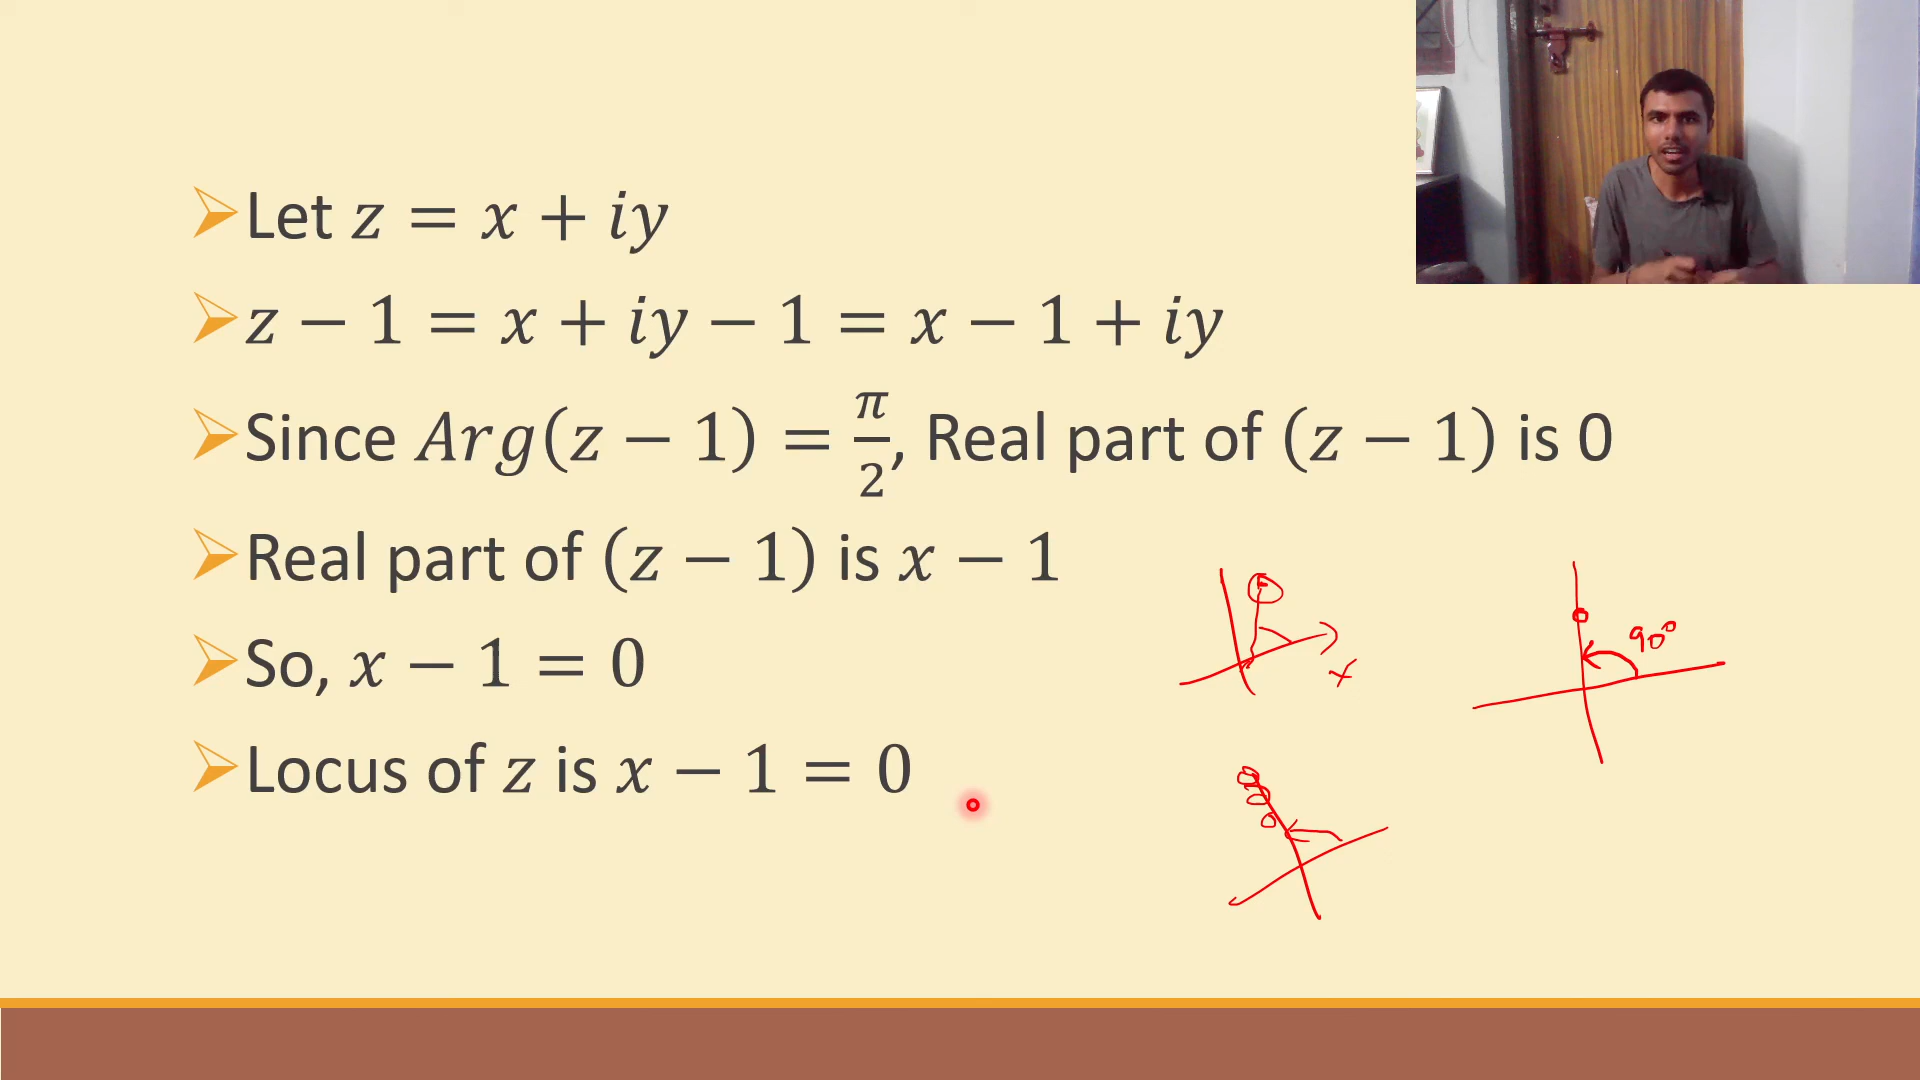 Let z = x + iy
z − 1 = x + iy − 1 = x − 1 + iy
Since Arg(z − 1) = π/2, Real part of (z − 1) is 0
Real part of (z − 1) is x − 1
So, x − 1 = 0
Locus of z is x − 1 = 0
x
90°